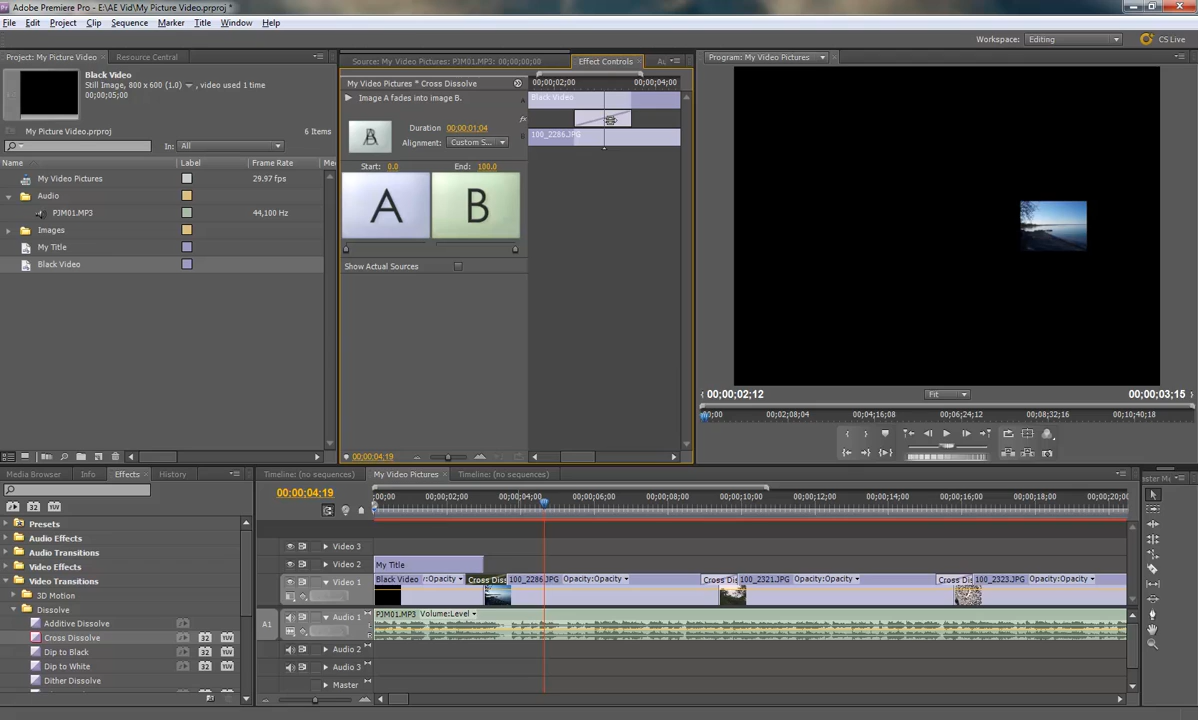 Adobe Premiere Pro - E:\AE Vid\My Picture Video.prproj *
File Edit Project Clip Sequence Marker Title Window Help
Workspace: Editing CS Live
Project: My Picture Video Resource Central
Black Video
Still Image, 800 x 600 (1.0) , video used 1 time
00;00;05;00
My Picture Video.prproj 6 Items
In: All
Name Label Frame Rate
My Video Pictures 29.97 fps
Audio
PJM01.MP3 44,100 Hz
Images
My Title
Black Video
Source: My Video Pictures: PJM01.MP3: 00;00;00;00 Effect Controls
My Video Pictures * Cross Dissolve
Image A fades into image B.
Duration 00;00;01;04
Alignment: Custom S...
Start: 0.0 End: 100.0
A B
Show Actual Sources
00;00;02;00 00;00;04;00
Black Video
100_2286.JPG
00;00;04;19
Program: My Video Pictures
00;00;02;12 Fit 00;00;03;15
00;00 00;02;08;04 00;04;16;08 00;06;24;12 00;08;32;16 00;10;40;18
Media Browser Info Effects History
Presets
Audio Effects
Audio Transitions
Video Effects
Video Transitions
3D Motion
Dissolve
Additive Dissolve
Cross Dissolve
Dip to Black
Dip to White
Dither Dissolve
Timeline: (no sequences) My Video Pictures Timeline: (no sequences)
00;00;04;19
;00;00 00;00;02;00 00;00;04;00 00;00;06;00 00;00;08;00 00;00;10;00 00;00;12;00 00;00;14;00 00;00;16;00 00;00;18;00 00;00;20;0
Video 3
Video 2 My Title
Video 1 Black Video :Opacity Cross Diss 100_2286.JPG Opacity:Opacity Cross Dis 100_2321.JPG Opacity:Opacity Cross Dis 100_2323.JPG Opacity:Opacity
A1 Audio 1 PJM01.MP3 Volume:Level
Audio 2
Audio 3
Master